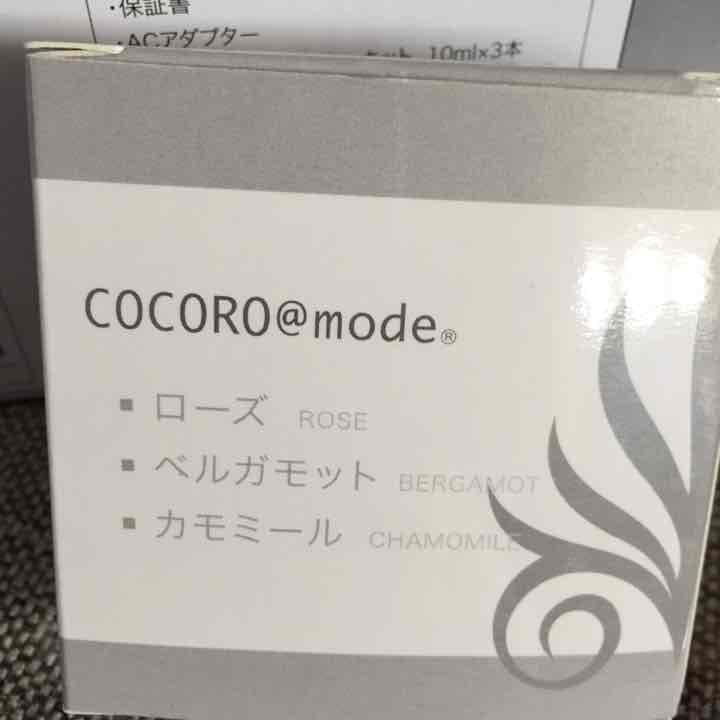 ・保証書
・ACアダプター
10ml×3本
COCORO@mode®
▪ ローズ ROSE
▪ ベルガモット BERGAMOT
▪ カモミール CHAMOMILE